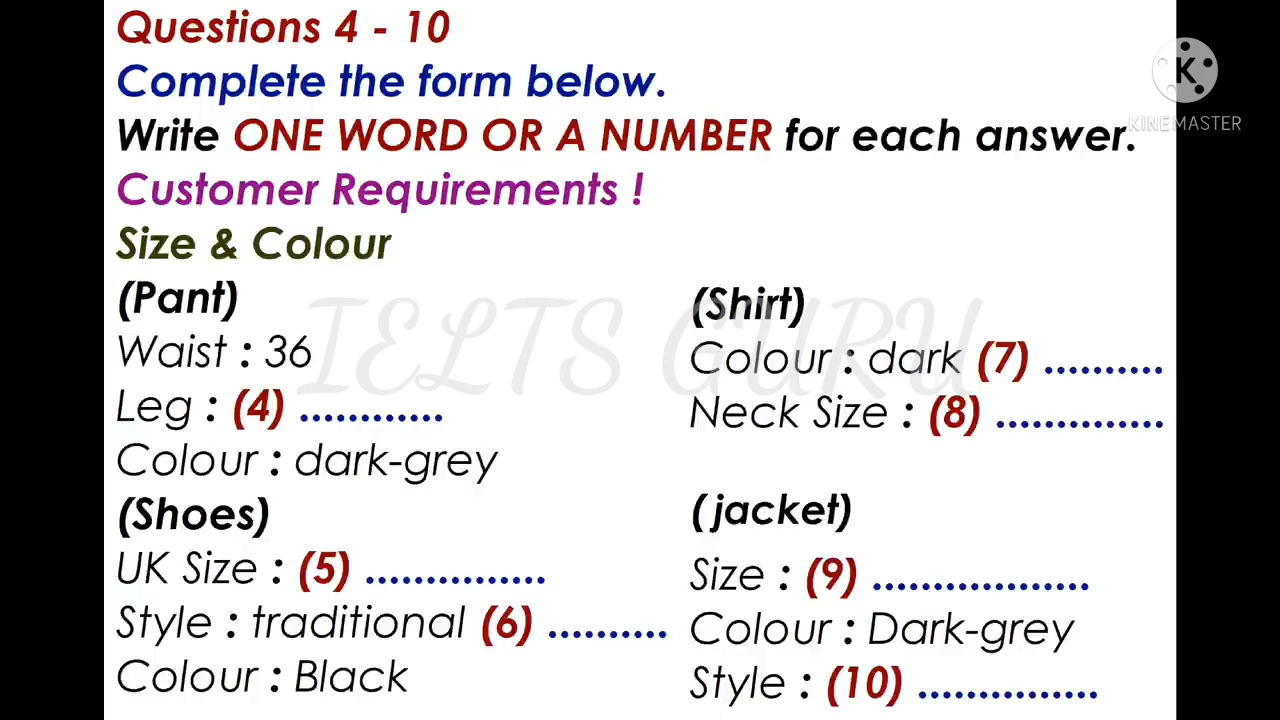 Questions 4 - 10
Complete the form below.
Write ONE WORD OR A NUMBER for each answer.
Customer Requirements !
Size & Colour
(Pant)
Waist : 36
Leg : (4) ............
Colour : dark-grey
(Shoes)
UK Size : (5) ...............
Style : traditional (6) ..........
Colour : Black
(Shirt)
Colour : dark (7) ..........
Neck Size : (8) ..............
(jacket)
Size : (9) ..................
Colour : Dark-grey
Style : (10) ...............
IELTS GURU
K
KINEMASTER